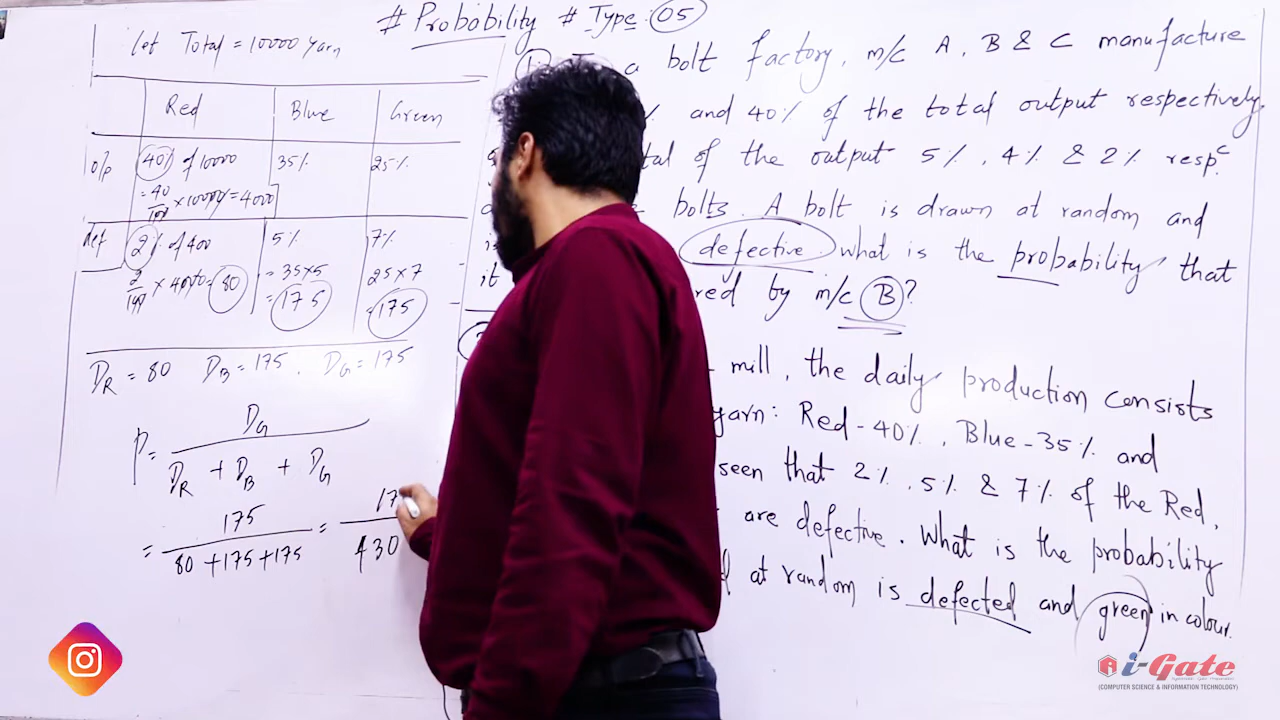 # Probability # Type: 05
Let Total = 10000 Yarn
Red Blue Green
o/p 40% of 10000 35% 25%
= 40/100 × 10000 = 4000
def 2% of 400 5% 7%
2/100 × 4000 = 80 = 35×5 25×7
= 175 = 175
D_R = 80 D_B = 175, D_G = 175
P = D_G / D_R + D_B + D_G
= 175 / 80 + 175 + 175 = 17 / 430
a bolt factory, m/c A, B & C manufacture
% and 40% of the total output respectively.
of the output 5%, 4% & 2% resp.
bolts. A bolt is drawn at random and
is defective. What is the probability that
it red by m/c B?
mill, the daily production consists
yarn: Red - 40%, Blue - 35% and
seen that 2%, 5% & 7% of the Red,
are defective. What is the probability
at random is defected and green in colour.
i-Gate
(COMPUTER SCIENCE & INFORMATION TECHNOLOGY)